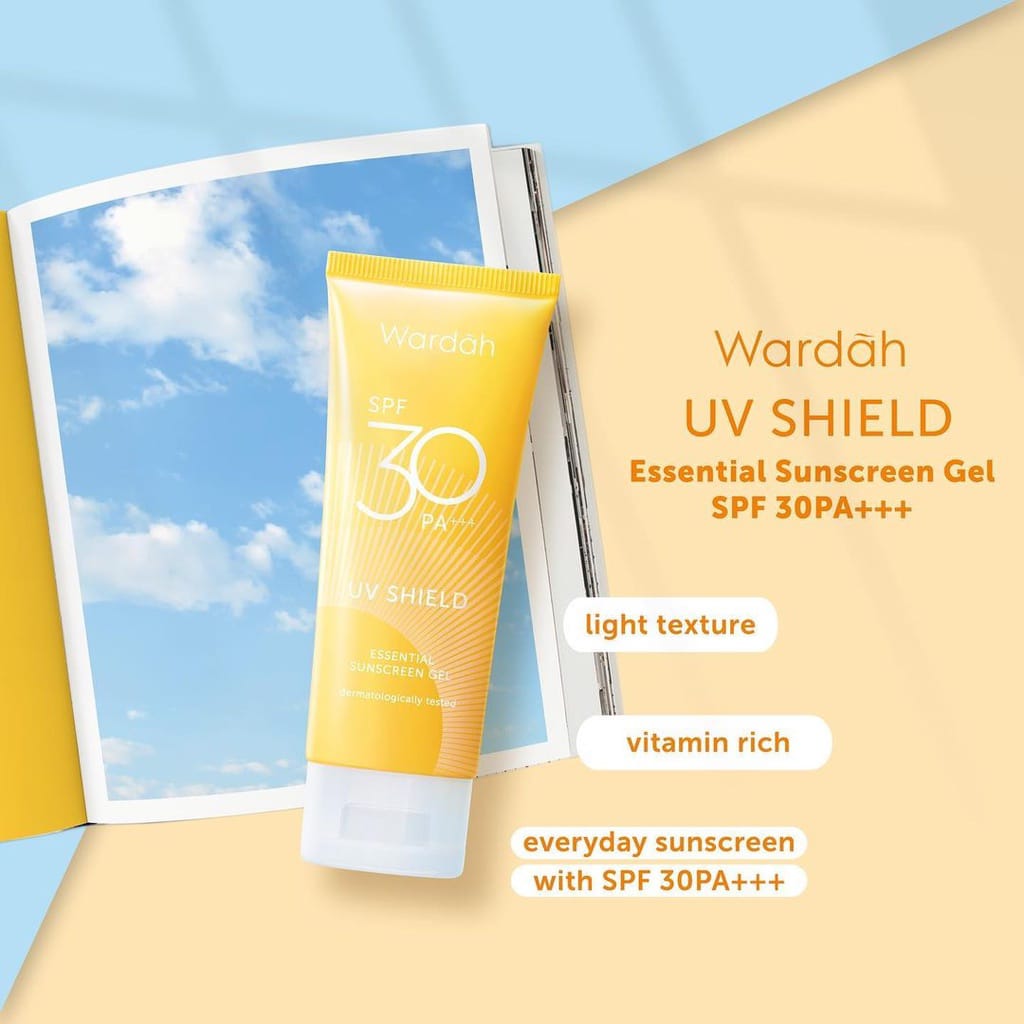 Wardah
SPF
30
PA+++
UV SHIELD
ESSENTIAL
SUNSCREEN GEL
dermatologically tested
Wardãh
UV SHIELD
Essential Sunscreen Gel
SPF 30PA+++
light texture
vitamin rich
everyday sunscreen
with SPF 30PA+++